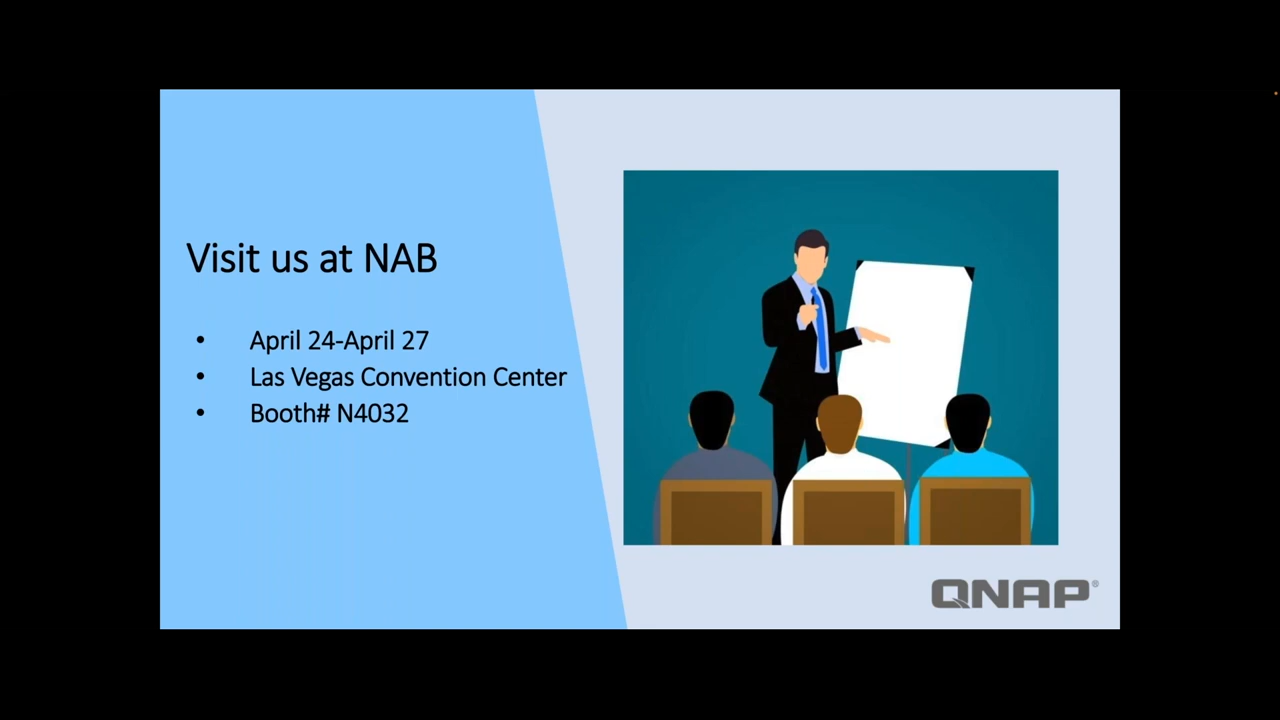 Visit us at NAB
• April 24-April 27
• Las Vegas Convention Center
• Booth# N4032
QNAP®